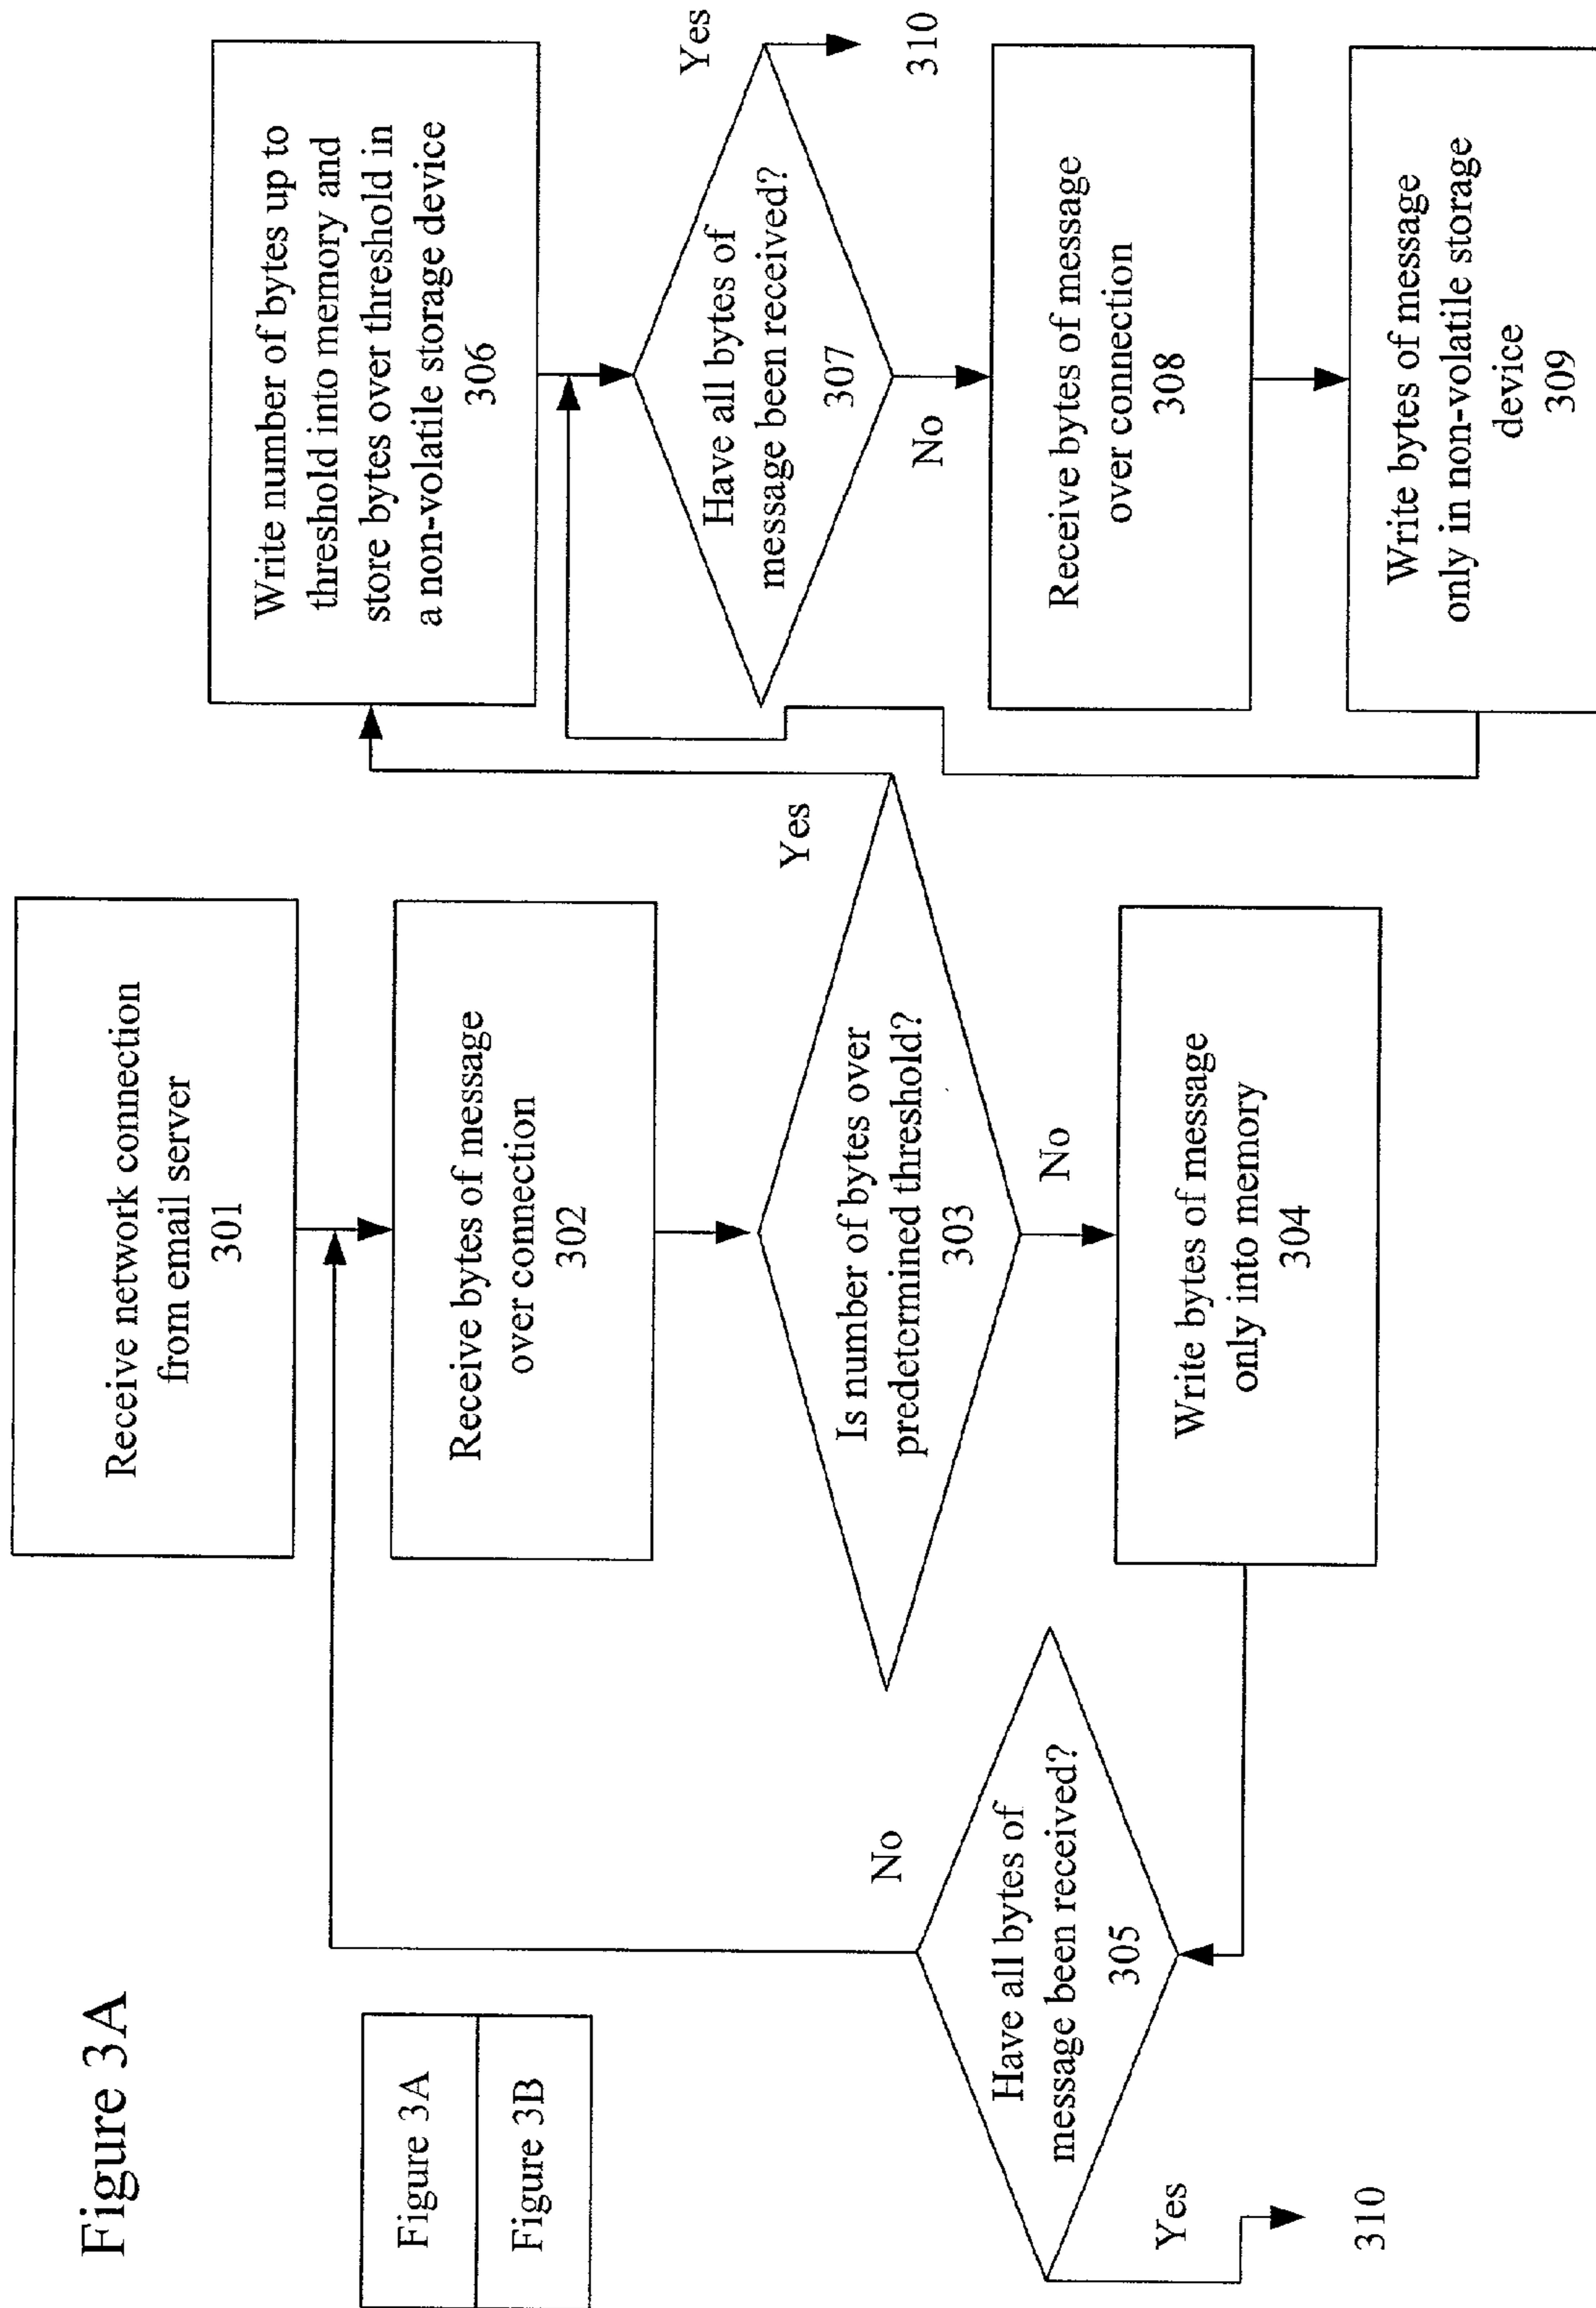 Figure 3A
Figure 3A
Figure 3B
Receive network connection
from email server
301
Receive bytes of message
over connection
302
Is number of bytes over
predetermined threshold?
303
Yes
No
Write bytes of message
only into memory
304
Have all bytes of
message been received?
305
No
Yes
310
Write number of bytes up to
threshold into memory and
store bytes over threshold in
a non-volatile storage device
306
Have all bytes of
message been received?
307
Yes
310
No
Receive bytes of message
over connection
308
Write bytes of message
only in non-volatile storage
device
309